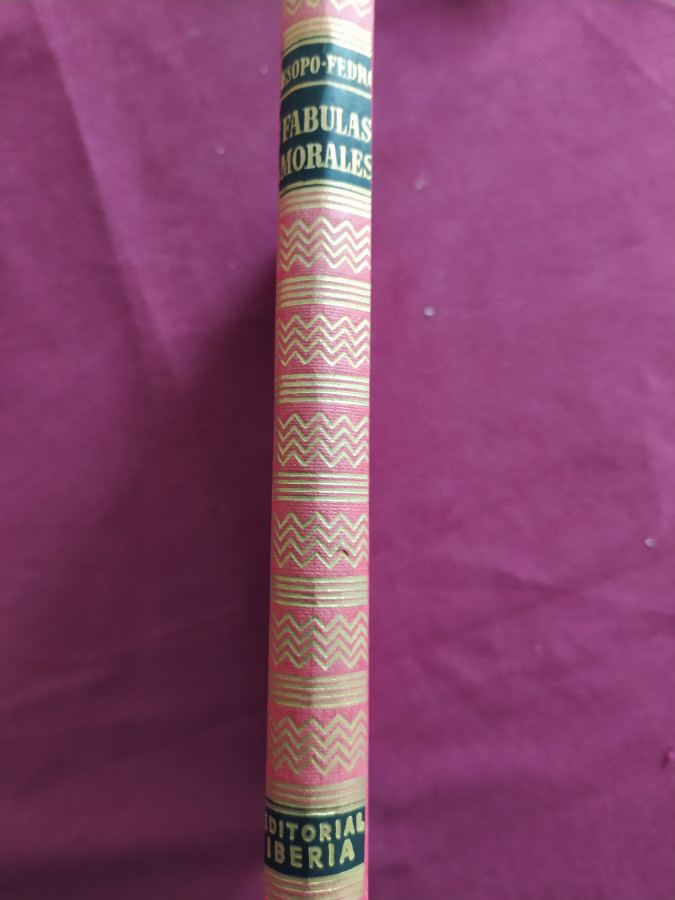 ESOPO-FEDRO
FABULAS
MORALES
EDITORIAL
IBERIA